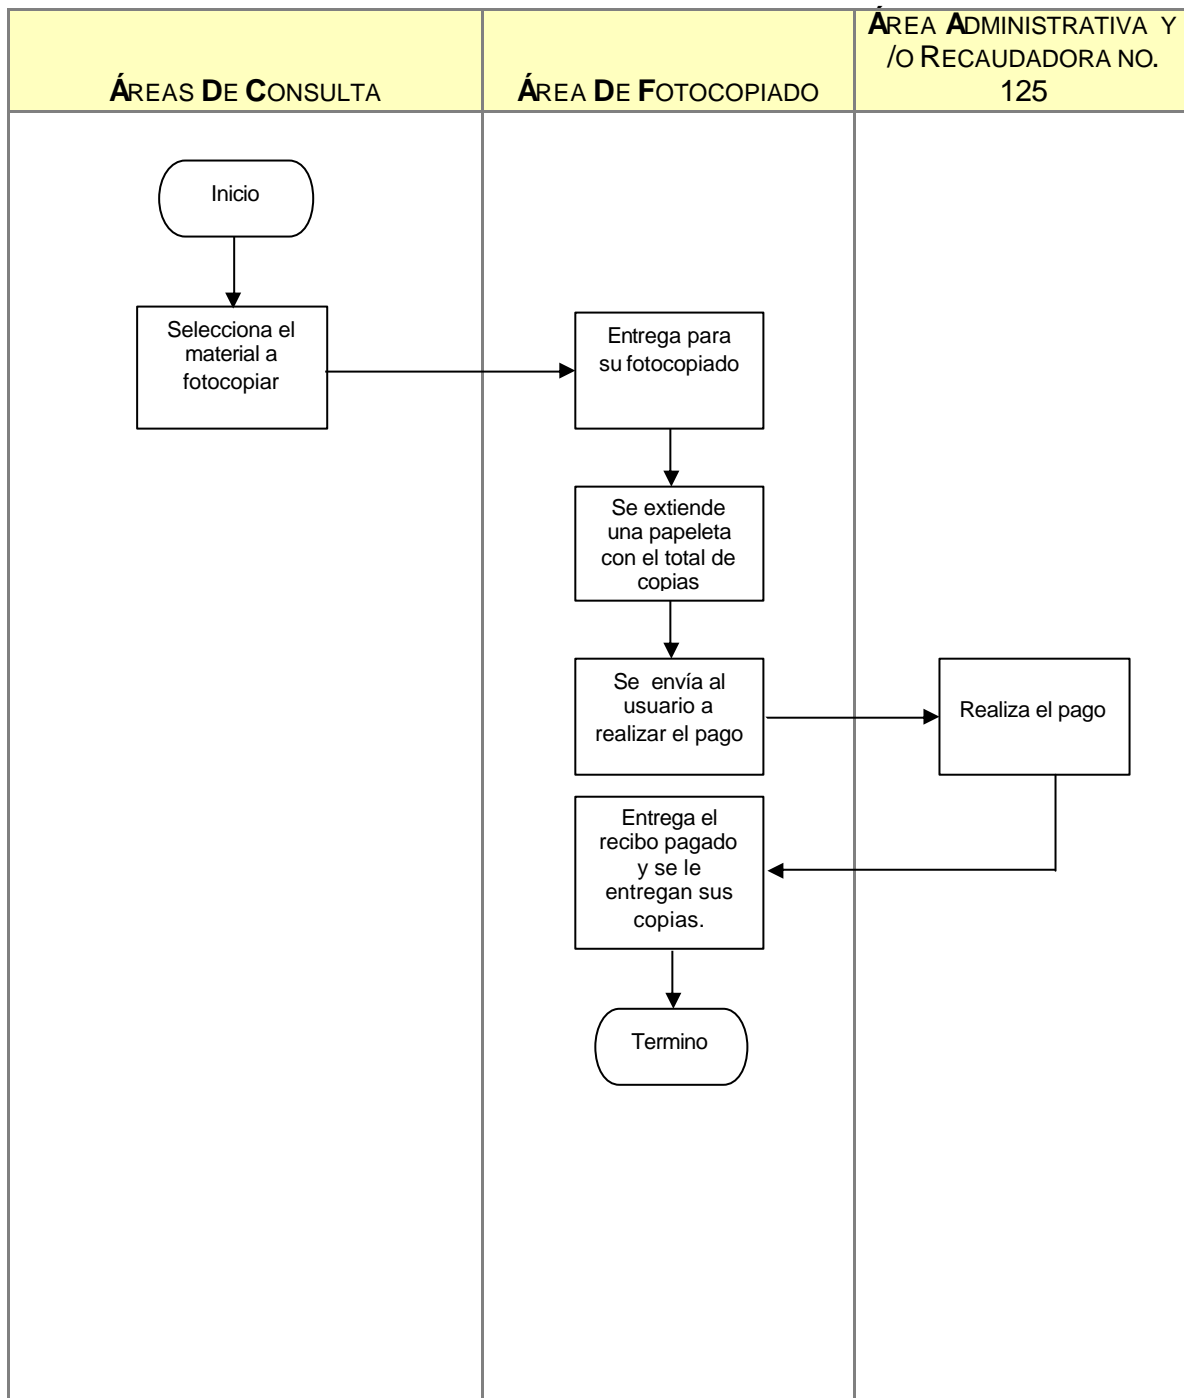 ÁREAS DE CONSULTA
ÁREA DE FOTOCOPIADO
ÁREA ADMINISTRATIVA Y
/O RECAUDADORA NO.
125
Inicio
Selecciona el
material a
fotocopiar
Entrega para
su fotocopiado
Se extiende
una papeleta
con el total de
copias
Se envía al
usuario a
realizar el pago
Realiza el pago
Entrega el
recibo pagado
y se le
entregan sus
copias.
Termino